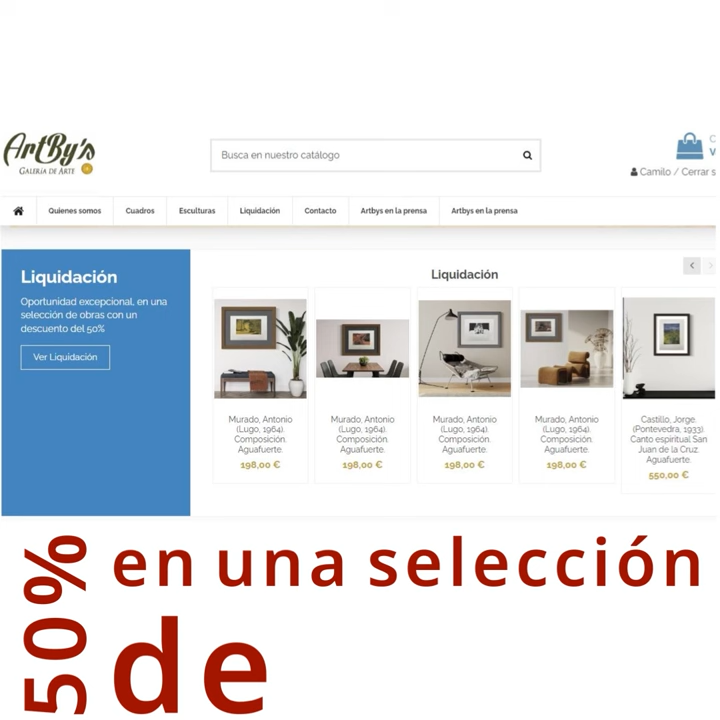 ArtBy's
GALERÍA DE ARTE
Busca en nuestro catálogo
Camilo / Cerrar s
Quienes somos
Cuadros
Esculturas
Liquidación
Contacto
Artbys en la prensa
Artbys en la prensa
Liquidación
Oportunidad excepcional, en una
selección de obras con un
descuento del 50%
Ver Liquidación
Liquidación
Murado, Antonio
(Lugo, 1964).
Composición.
Aguafuerte.
198,00 €
Murado, Antonio
(Lugo, 1964).
Composición.
Aguafuerte.
198,00 €
Murado, Antonio
(Lugo, 1964).
Composición.
Aguafuerte.
198,00 €
Murado, Antonio
(Lugo, 1964).
Composición.
Aguafuerte.
198,00 €
Castillo, Jorge.
(Pontevedra, 1933).
Canto espiritual San
Juan de la Cruz.
Aguafuerte.
550,00 €
50%
en una selección
de